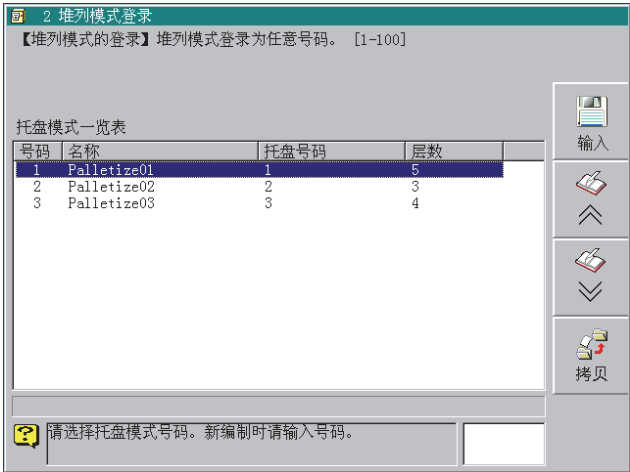 2 堆列模式登录
【堆列模式的登录】堆列模式登录为任意号码。 [1-100]
托盘模式一览表
号码 名称 托盘号码 层数
1 Palletize01 1 5
2 Palletize02 2 3
3 Palletize03 3 4
输入
拷贝
请选择托盘模式号码。新编制时请输入号码。